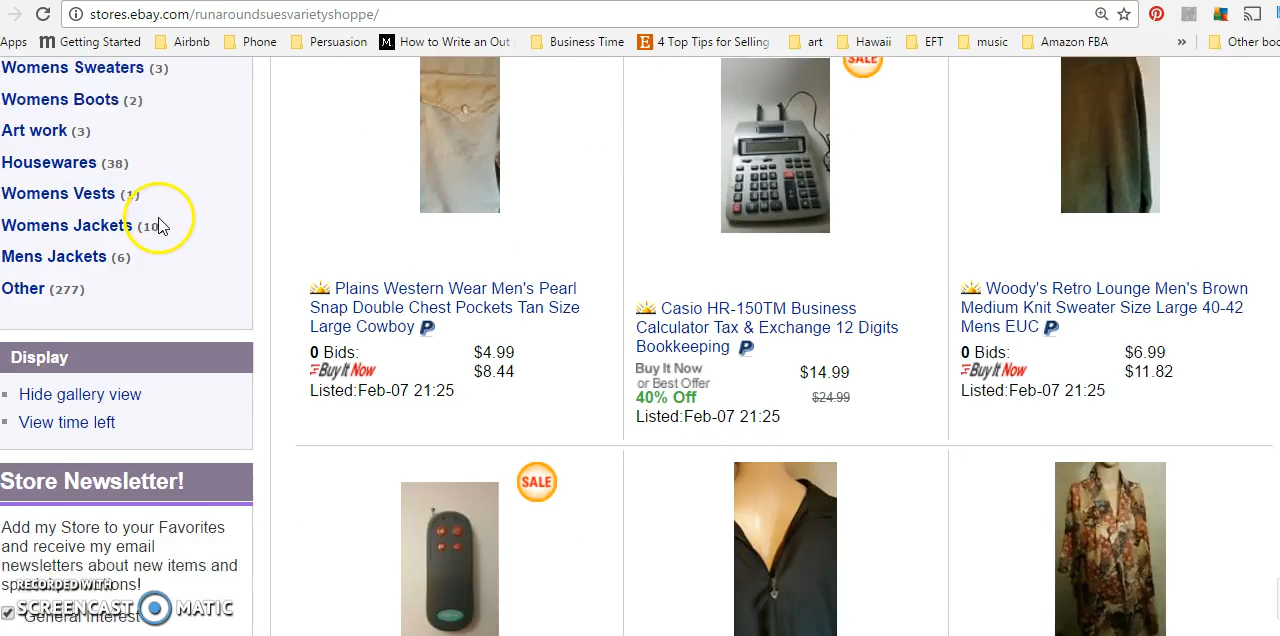 stores.ebay.com/runaroundsuesvarietyshoppe/
Apps Getting Started Airbnb Phone Persuasion M. How to Write an Out Business Time E 4 Top Tips for Selling art Hawaii EFT music Amazon FBA » Other boo
Womens Sweaters (3)
Womens Boots (2)
Art work (3)
Housewares (38)
Womens Vests (1)
Womens Jackets (10
Mens Jackets (6)
Other (277)
Display
Hide gallery view
View time left
Store Newsletter!
Add my Store to your Favorites
and receive my email
newsletters about new items and
General Interest
RECORDED WITH
SCREENCAST MATIC
Plains Western Wear Men's Pearl
Snap Double Chest Pockets Tan Size
Large Cowboy
0 Bids: $4.99
Buy It Now $8.44
Listed:Feb-07 21:25
SALE
Casio HR-150TM Business
Calculator Tax & Exchange 12 Digits
Bookkeeping
Buy It Now $14.99
or Best Offer
40% Off $24.99
Listed:Feb-07 21:25
Woody's Retro Lounge Men's Brown
Medium Knit Sweater Size Large 40-42
Mens EUC
0 Bids: $6.99
Buy It Now $11.82
Listed:Feb-07 21:25
SALE